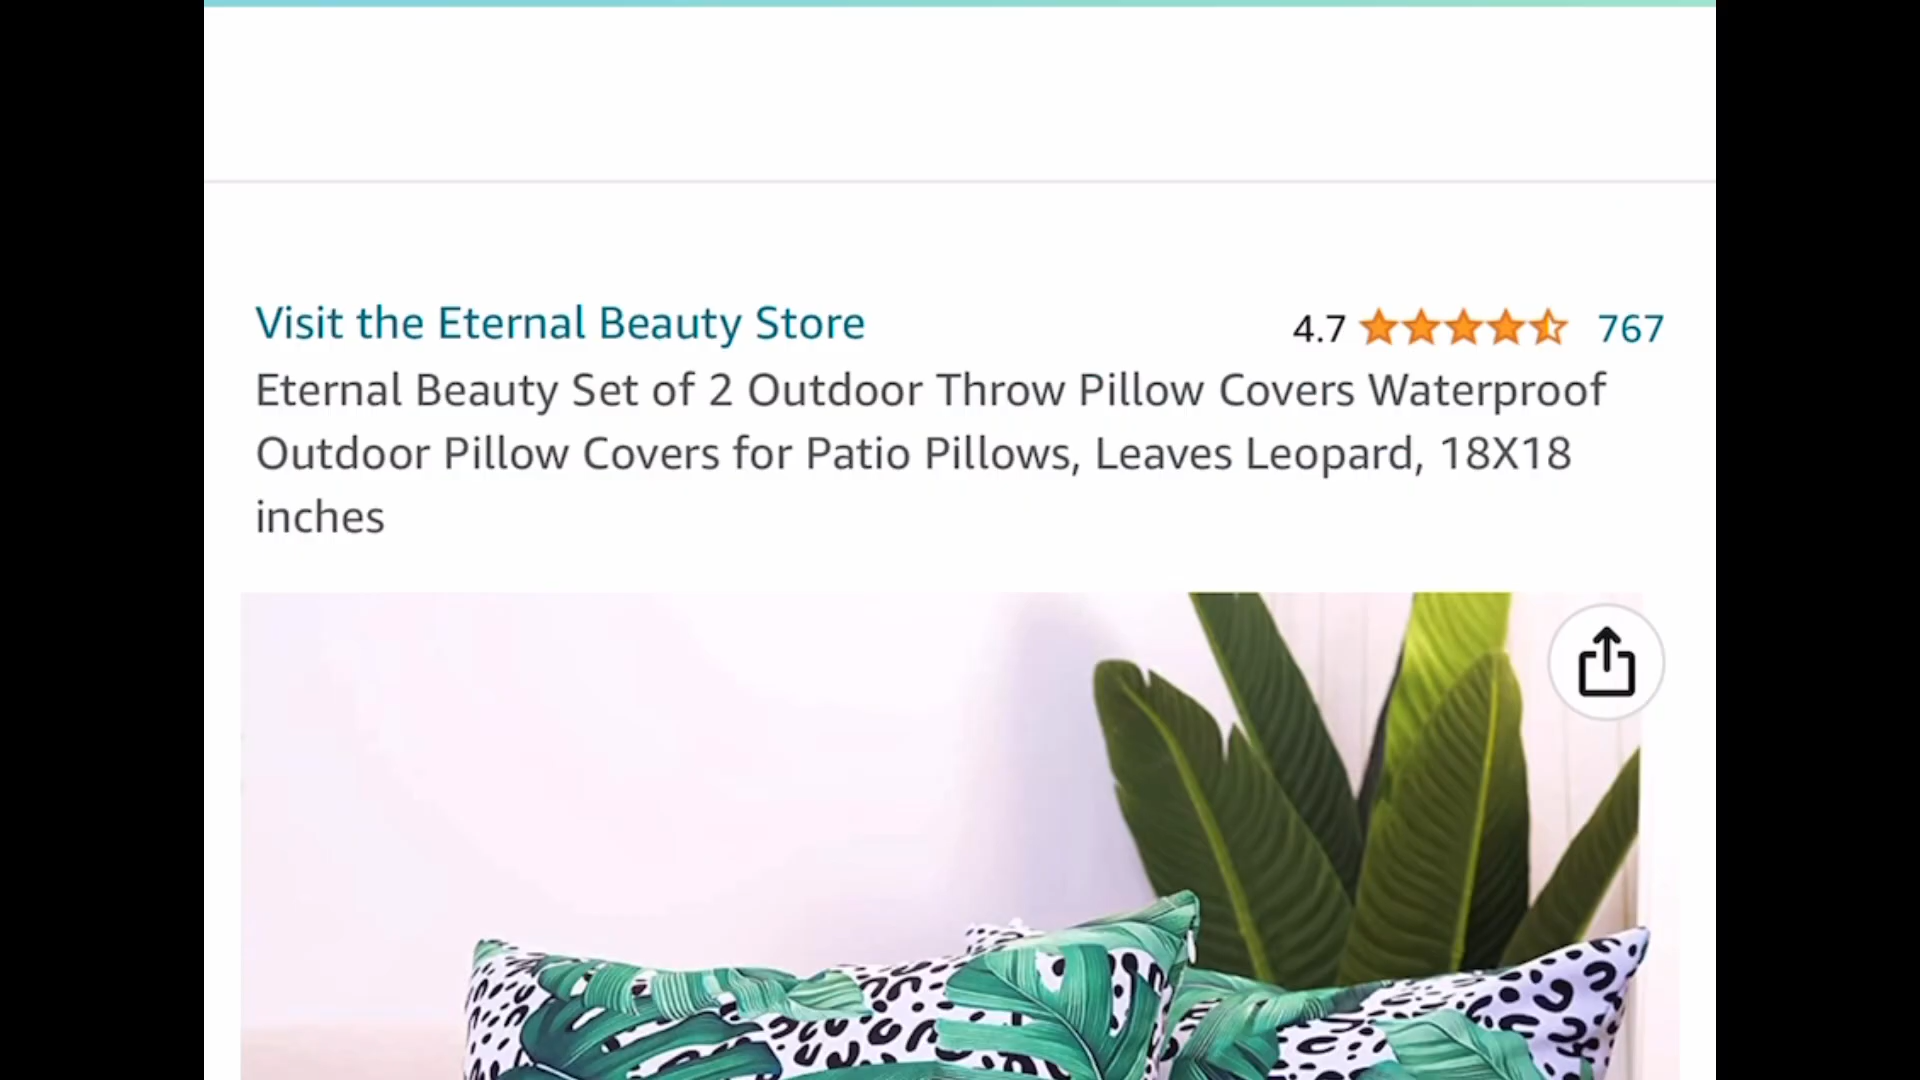 Visit the Eternal Beauty Store
4.7 767
Eternal Beauty Set of 2 Outdoor Throw Pillow Covers Waterproof
Outdoor Pillow Covers for Patio Pillows, Leaves Leopard, 18X18
inches